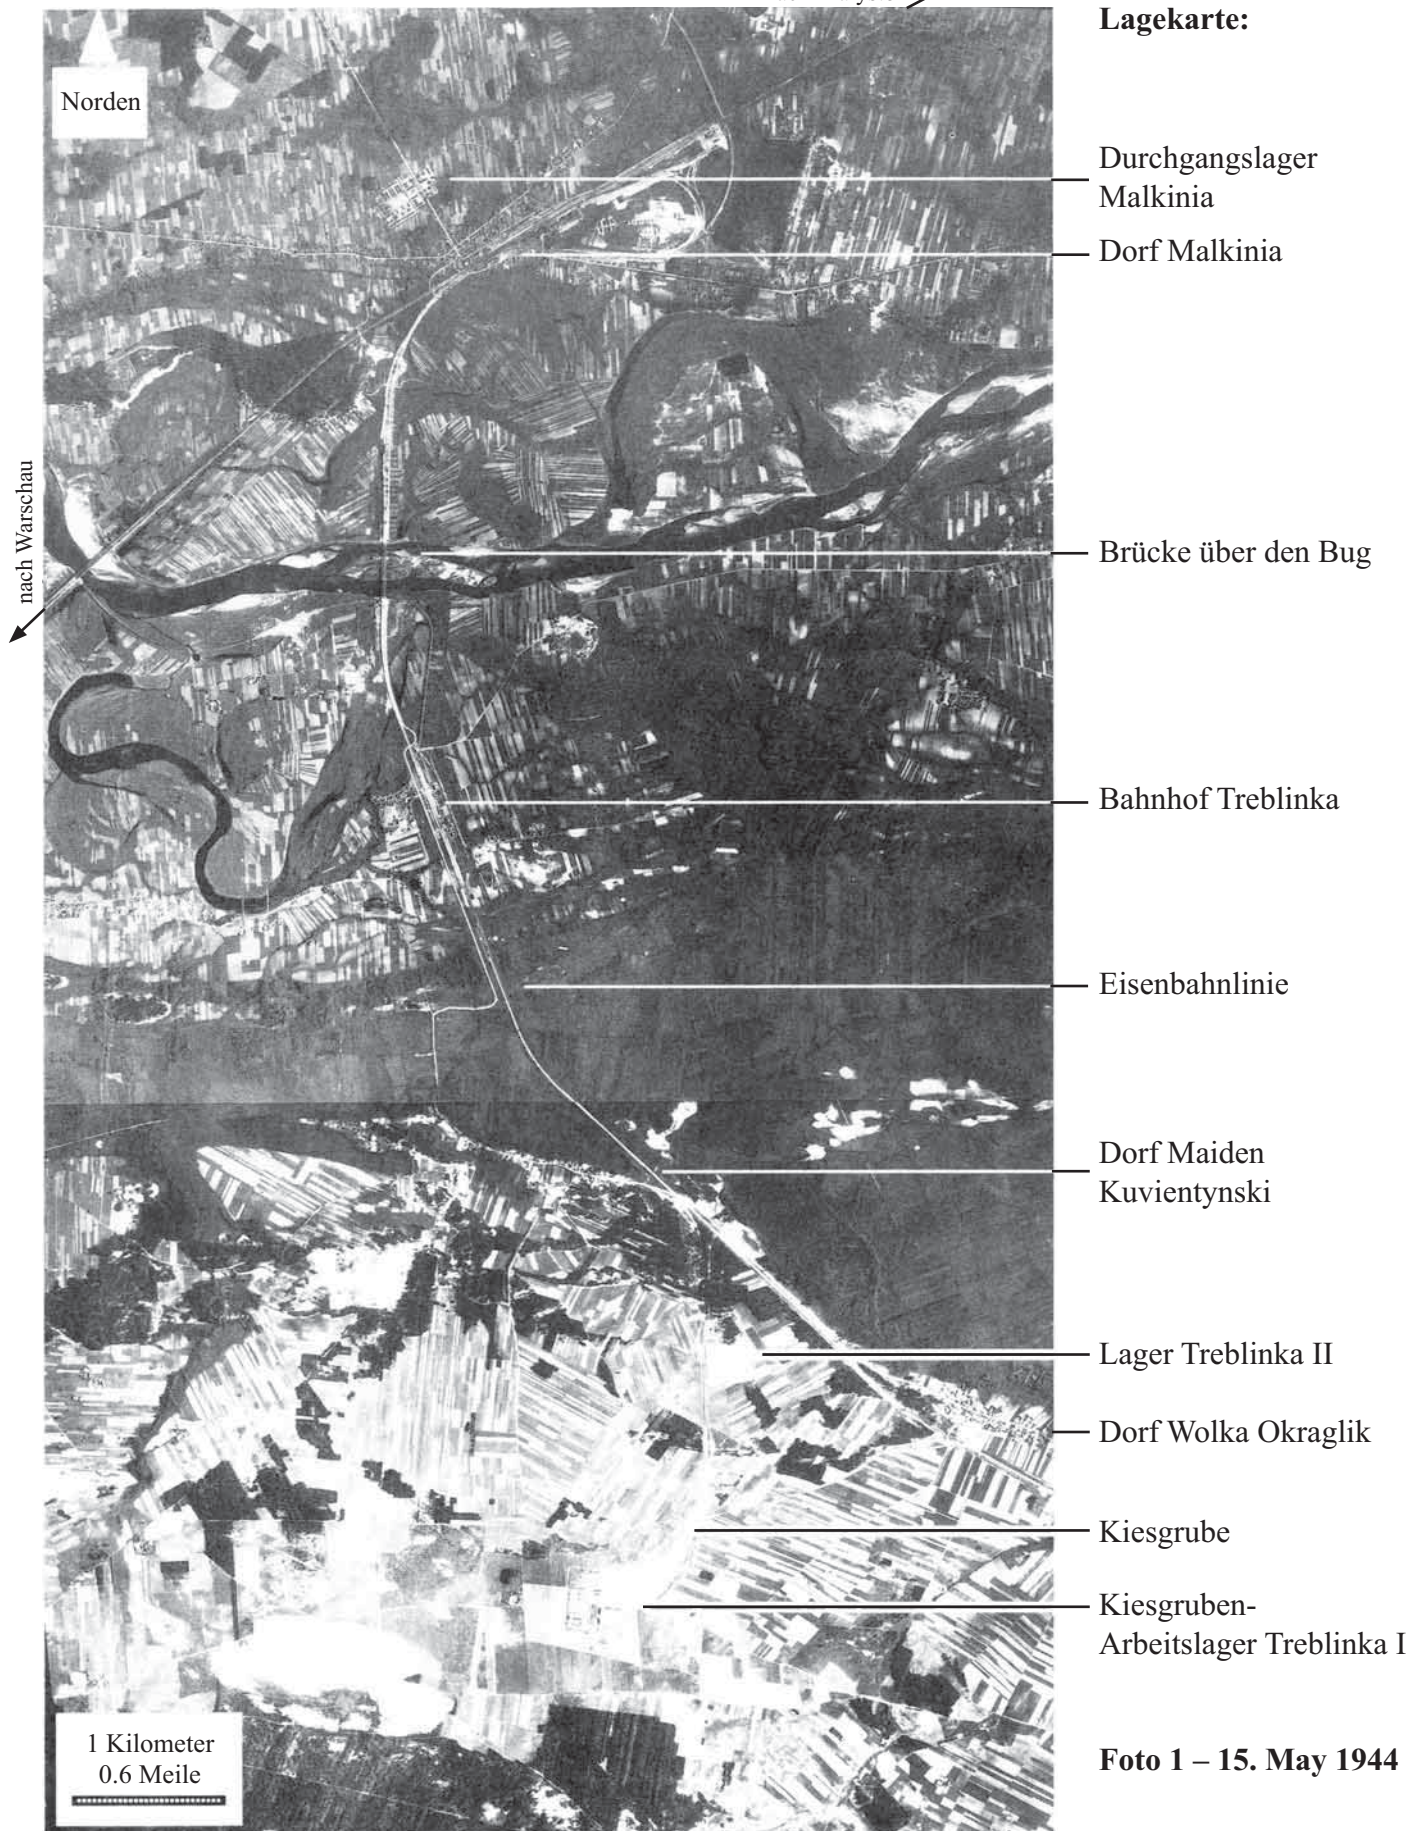 Lagekarte:
Norden
Durchgangslager
Malkinia
Dorf Malkinia
nach Warschau
Brücke über den Bug
Bahnhof Treblinka
Eisenbahnlinie
Dorf Maiden
Kuvientynski
Lager Treblinka II
Dorf Wolka Okraglik
Kiesgrube
Kiesgruben-
Arbeitslager Treblinka I
1 Kilometer
0.6 Meile
Foto 1 – 15. May 1944